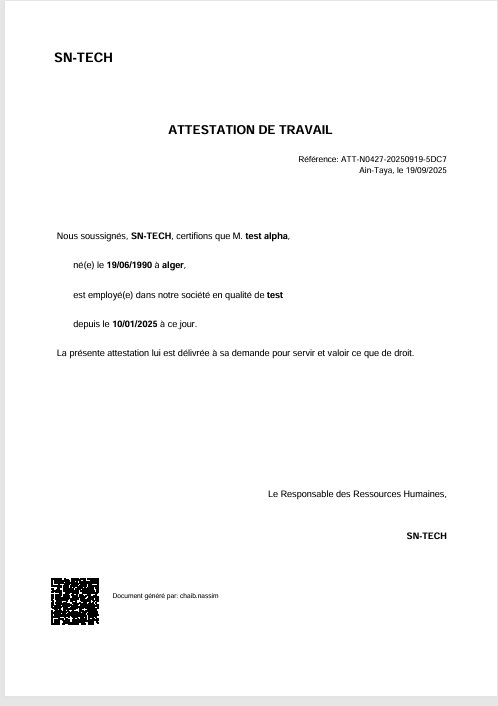 SN-TECH
ATTESTATION DE TRAVAIL
Référence: ATT-N0427-20250919-5DC7
Ain-Taya, le 19/09/2025
Nous soussignés, SN-TECH, certifions que M. test alpha,
né(e) le 19/06/1990 à alger,
est employé(e) dans notre société en qualité de test
depuis le 10/01/2025 à ce jour.
La présente attestation lui est délivrée à sa demande pour servir et valoir ce que de droit.
Le Responsable des Ressources Humaines,
SN-TECH
Document généré par: chaib.nassim